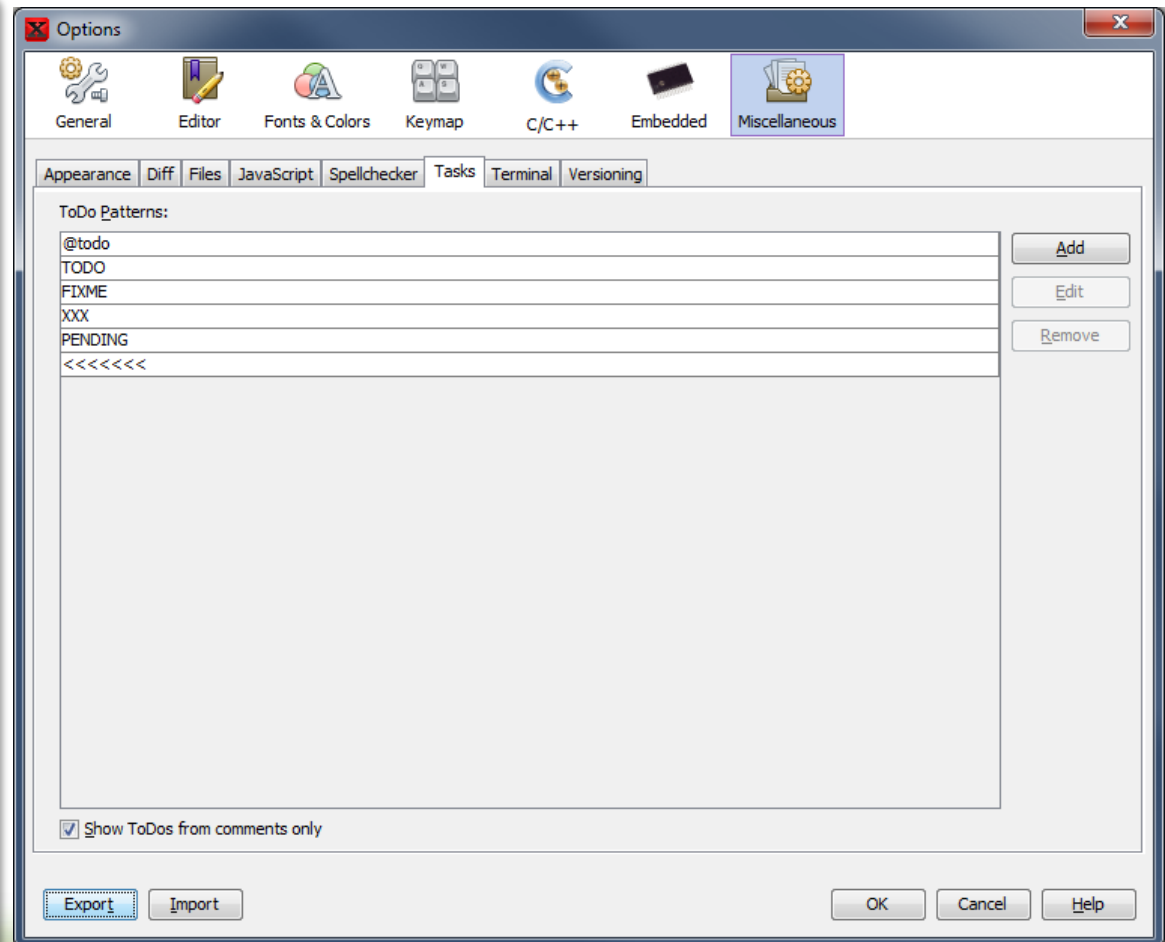 Options
General Editor Fonts & Colors Keymap C/C++ Embedded Miscellaneous
Appearance Diff Files JavaScript Spellchecker Tasks Terminal Versioning
ToDo Patterns:
@todo
Add
TODO
FIXME
Edit
XXX
PENDING
Remove
<<<<<<<
Show ToDos from comments only
Export Import OK Cancel Help